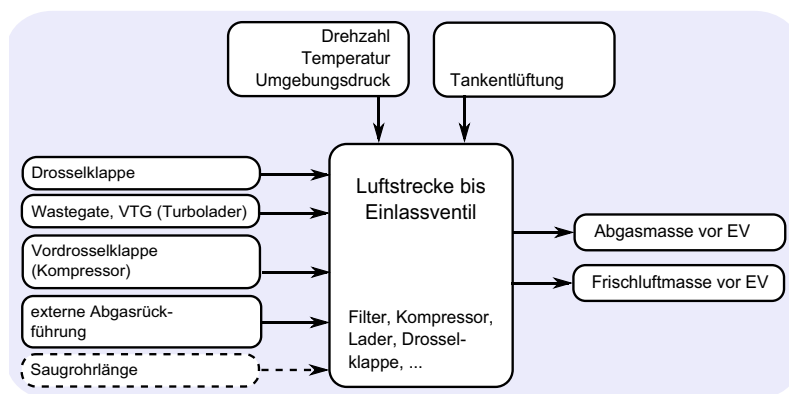 Drehzahl
Temperatur
Umgebungsdruck
Tankentlüftung
Drosselklappe
Wastegate, VTG (Turbolader)
Vordrosselklappe
(Kompressor)
externe Abgasrück-
führung
Saugrohrlänge
Luftstrecke bis
Einlassventil
Filter, Kompressor,
Lader, Drossel-
klappe, ...
Abgasmasse vor EV
Frischluftmasse vor EV